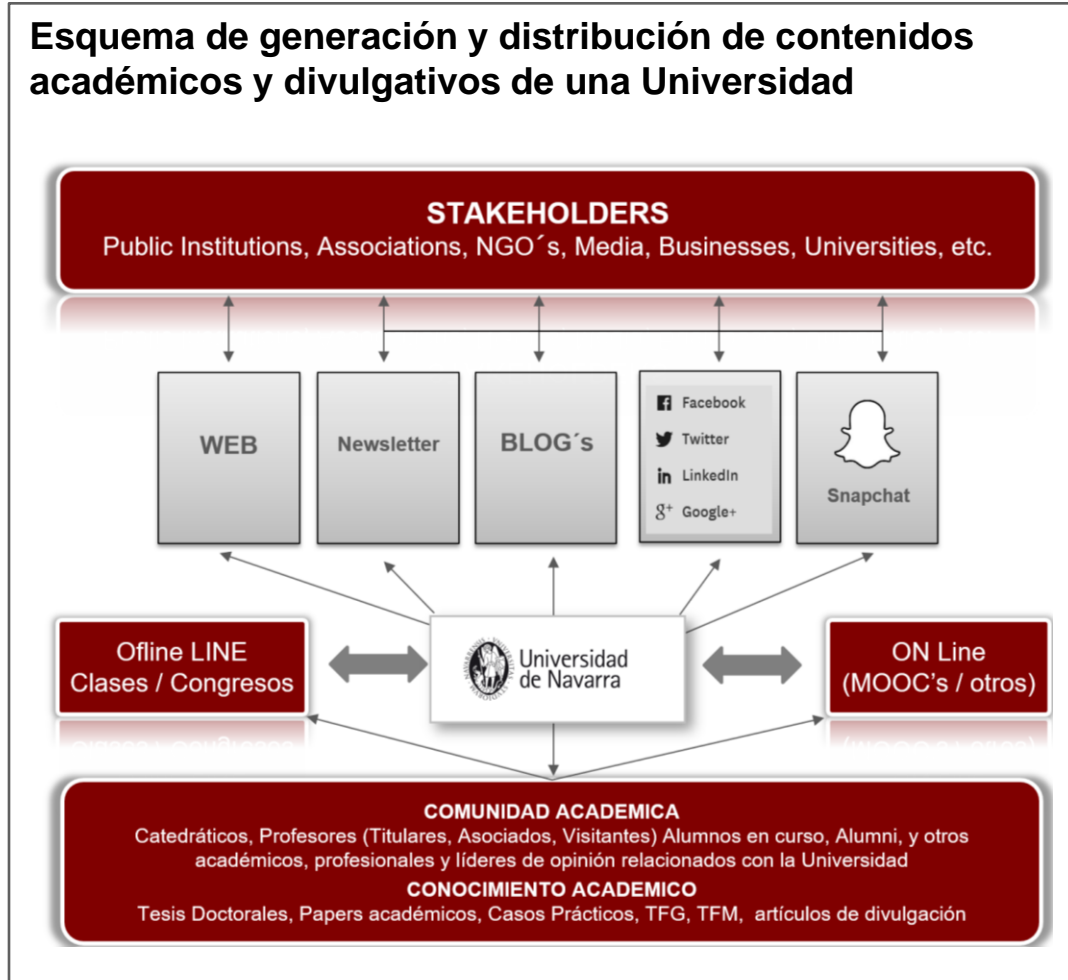 Esquema de generación y distribución de contenidos
académicos y divulgativos de una Universidad
STAKEHOLDERS
Public Institutions, Associations, NGO´s, Media, Businesses, Universities, etc.
WEB
Newsletter
BLOG´s
Facebook
Twitter
LinkedIn
g+ Google+
Snapchat
Ofline LINE
Clases / Congresos
Universidad
de Navarra
ON Line
(MOOC's / otros)
COMUNIDAD ACADEMICA
Catedráticos, Profesores (Titulares, Asociados, Visitantes) Alumnos en curso, Alumni, y otros
académicos, profesionales y líderes de opinión relacionados con la Universidad
CONOCIMIENTO ACADEMICO
Tesis Doctorales, Papers académicos, Casos Prácticos, TFG, TFM, artículos de divulgación